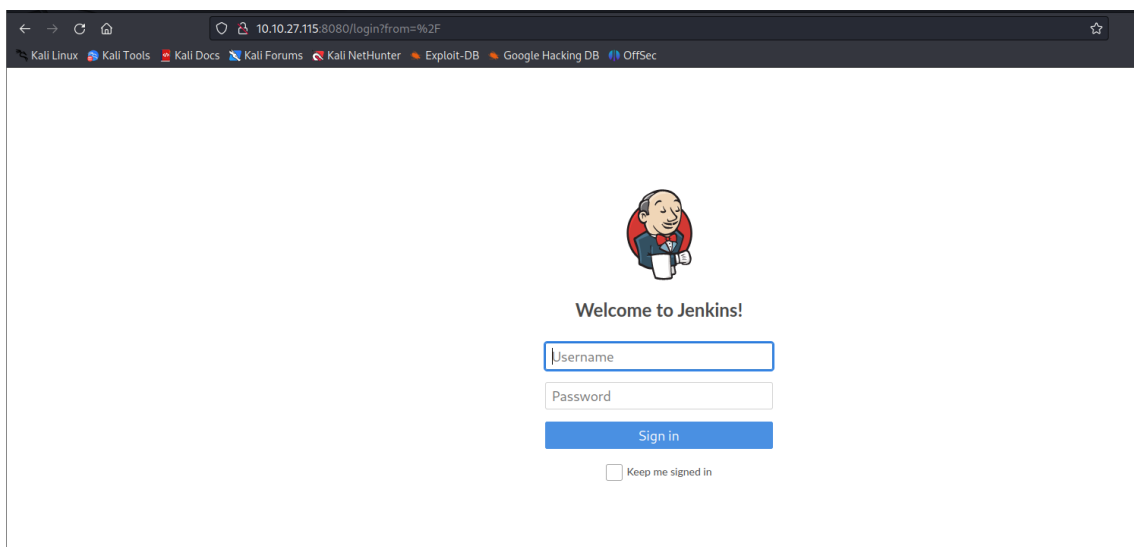 10.10.27.115:8080/login?from=%2F
Kali Linux Kali Tools Kali Docs Kali Forums Kali NetHunter Exploit-DB Google Hacking DB OffSec
Welcome to Jenkins!
Username
Password
Sign in
Keep me signed in